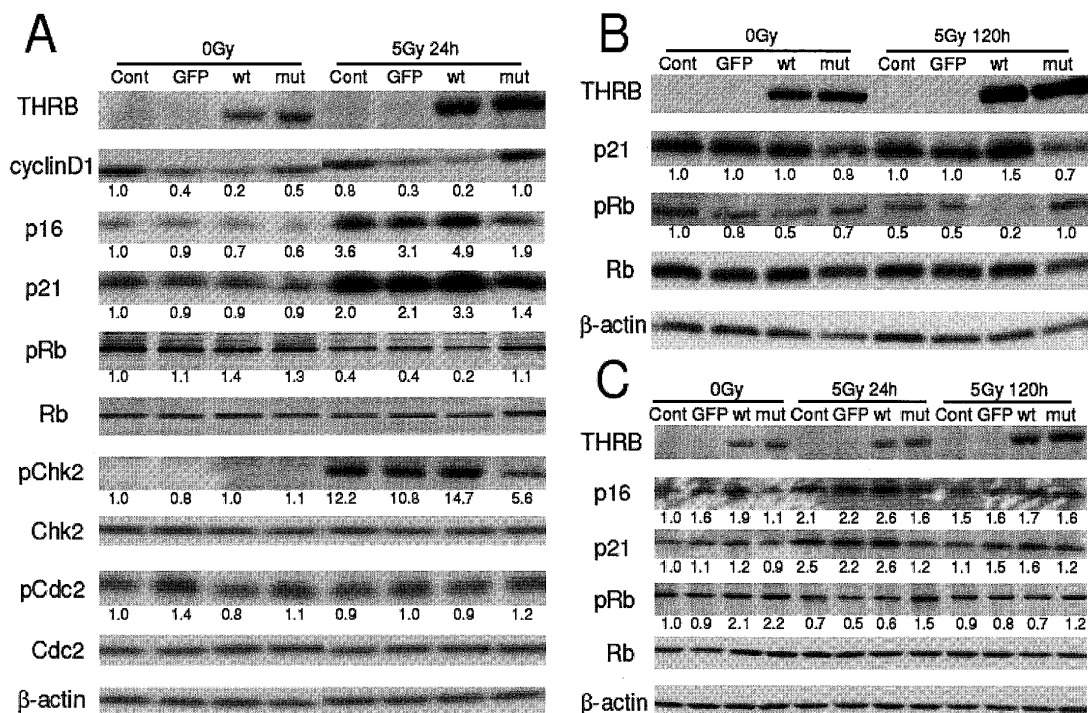 A
0Gy 5Gy 24h
Cont GFP wt mut Cont GFP wt mut
THRB
cyclinD1
1.0 0.4 0.2 0.5 0.8 0.3 0.2 1.0
p16
1.0 0.9 0.7 0.6 3.6 3.1 4.9 1.9
p21
1.0 0.9 0.9 0.9 2.0 2.1 3.3 1.4
pRb
1.0 1.1 1.4 1.3 0.4 0.4 0.2 1.1
Rb
pChk2
1.0 0.8 1.0 1.1 12.2 10.8 14.7 5.6
Chk2
pCdc2
1.0 1.4 0.8 1.1 0.9 1.0 0.9 1.2
Cdc2
β-actin
B
0Gy 5Gy 120h
Cont GFP wt mut Cont GFP wt mut
THRB
p21
1.0 1.0 1.0 0.8 1.0 1.0 1.5 0.7
pRb
1.0 0.8 0.5 0.7 0.5 0.5 0.2 1.0
Rb
β-actin
C
0Gy 5Gy 24h 5Gy 120h
Cont GFP wt mut Cont GFP wt mut Cont GFP wt mut
THRB
p16
1.0 1.6 1.9 1.1 2.1 2.2 2.6 1.6 1.5 1.6 1.7 1.6
p21
1.0 1.1 1.2 0.9 2.5 2.2 2.6 1.2 1.1 1.5 1.6 1.2
pRb
1.0 0.9 2.1 2.2 0.7 0.5 0.6 1.5 0.9 0.8 0.7 1.2
Rb
β-actin